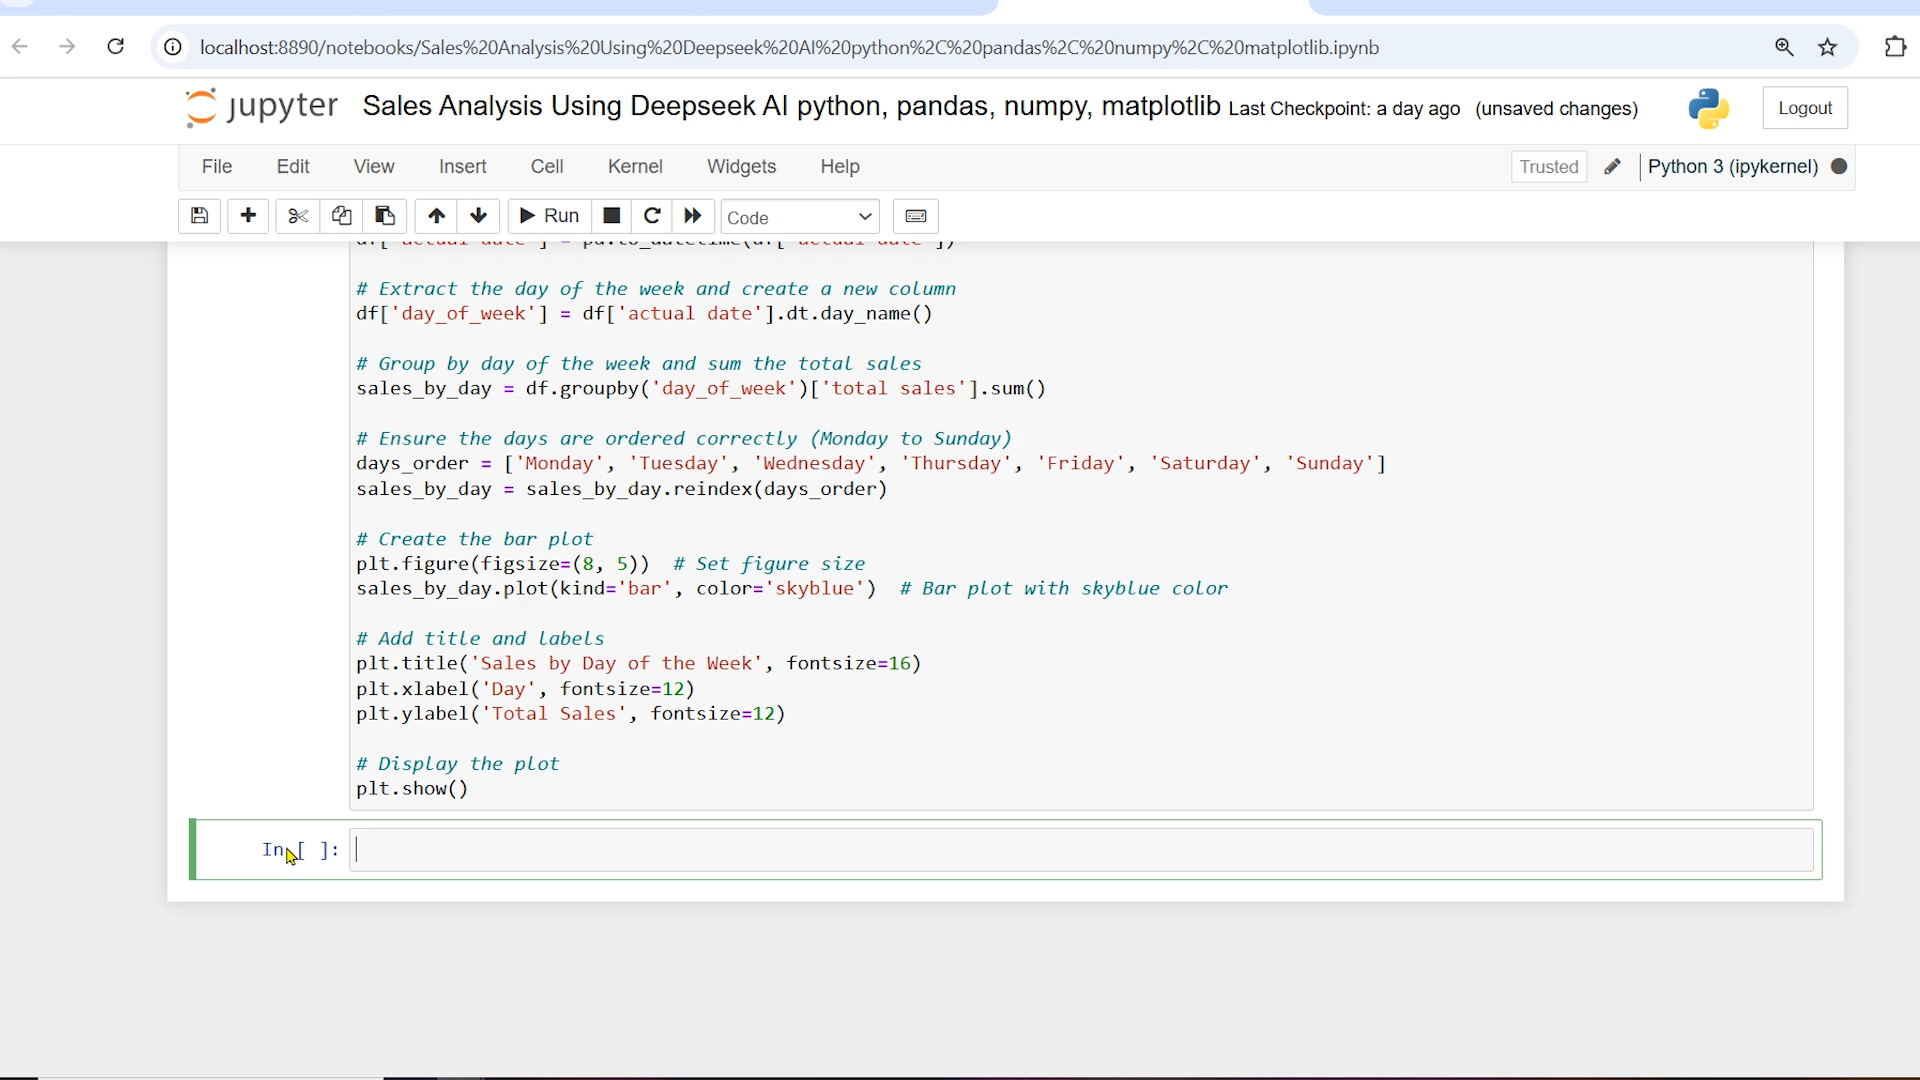 localhost:8890/notebooks/Sales%20Analysis%20Using%20Deepseek%20AI%20python%2C%20pandas%2C%20numpy%2C%20matplotlib.ipynb
jupyter Sales Analysis Using Deepseek AI python, pandas, numpy, matplotlib Last Checkpoint: a day ago (unsaved changes) Logout
File Edit View Insert Cell Kernel Widgets Help Trusted Python 3 (ipykernel)
Run Code
df['actual date'] = pd.to_datetime(df['actual date'])
# Extract the day of the week and create a new column
df['day_of_week'] = df['actual date'].dt.day_name()
# Group by day of the week and sum the total sales
sales_by_day = df.groupby('day_of_week')['total sales'].sum()
# Ensure the days are ordered correctly (Monday to Sunday)
days_order = ['Monday', 'Tuesday', 'Wednesday', 'Thursday', 'Friday', 'Saturday', 'Sunday']
sales_by_day = sales_by_day.reindex(days_order)
# Create the bar plot
plt.figure(figsize=(8, 5))  # Set figure size
sales_by_day.plot(kind='bar', color='skyblue')  # Bar plot with skyblue color
# Add title and labels
plt.title('Sales by Day of the Week', fontsize=16)
plt.xlabel('Day', fontsize=12)
plt.ylabel('Total Sales', fontsize=12)
# Display the plot
plt.show()
In [ ]: